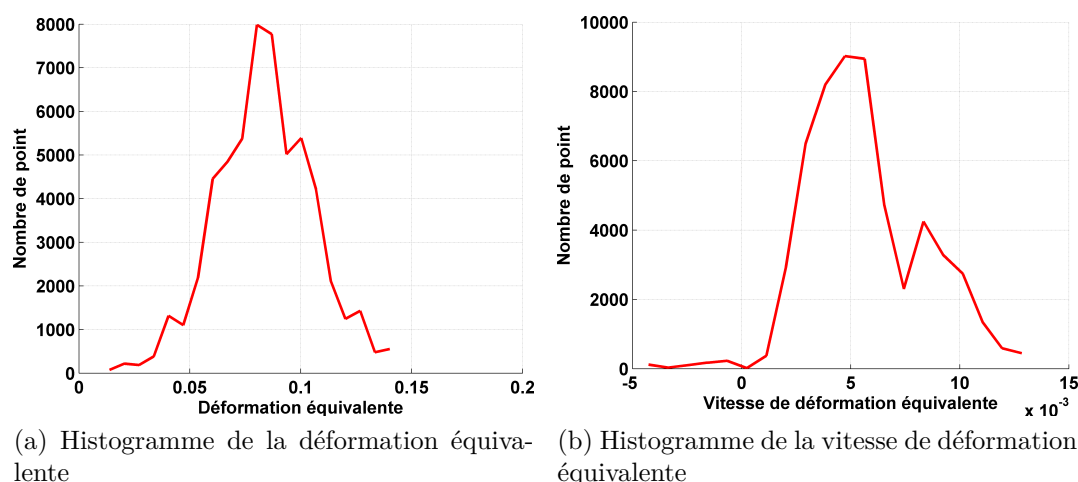 8000
7000
6000
5000
4000
3000
2000
1000
0
Nombre de point
0 0.05 0.1 0.15 0.2
Déformation équivalente
(a) Histogramme de la déformation équiva-
lente
10000
8000
6000
4000
2000
0
Nombre de point
-5 0 5 10 15
Vitesse de déformation équivalente
x 10-3
(b) Histogramme de la vitesse de déformation
équivalente